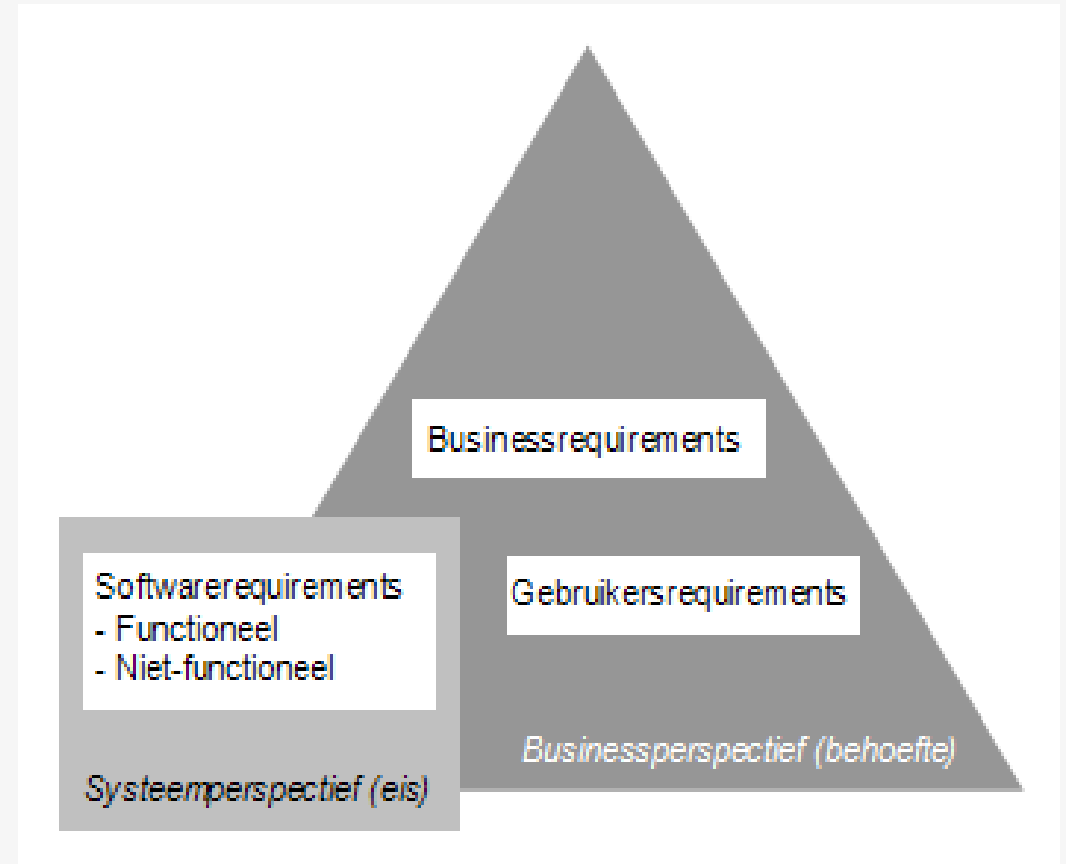 Businessrequirements
Softwarerequirements
- Functioneel
- Niet-functioneel
Gebruikersrequirements
Businessperspectief (behoefte)
Systeemperspectief (eis)